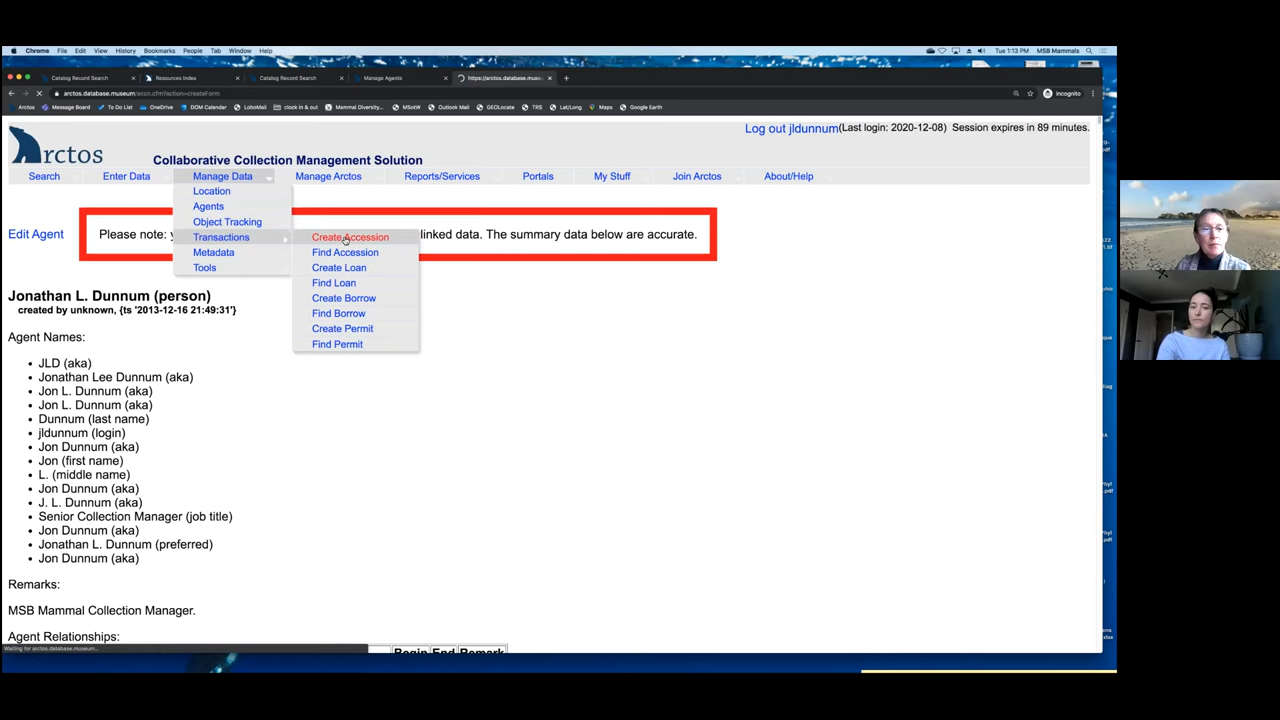 Chrome File Edit View History Bookmarks People Tab Window Help
Tue 1:13 PM MSB Mammals
Catalog Record Search Resources Index Catalog Record Search Manage Agents https://arctos.database.museu
arctos.database.museum/accn.cfm?action=createForm Incognito
Arctos Message Board To Do List OneDrive DOM Calendar LoboMail clock in & out Mammal Diversity... MSotW Outlook Mail GEOLocate TRS Lat/Long Maps Google Earth
Log out jldunnum(Last login: 2020-12-08) Session expires in 89 minutes.
Arctos Collaborative Collection Management Solution
Search Enter Data Manage Data Manage Arctos Reports/Services Portals My Stuff Join Arctos About/Help
Location
Agents
Object Tracking
Transactions
Metadata
Tools
Create Accession
Find Accession
Create Loan
Find Loan
Create Borrow
Find Borrow
Create Permit
Find Permit
Edit Agent Please note: linked data. The summary data below are accurate.
Jonathan L. Dunnum (person)
created by unknown, {ts '2013-12-16 21:49:31'}
Agent Names:
• JLD (aka)
• Jonathan Lee Dunnum (aka)
• Jon L. Dunnum (aka)
• Jon L. Dunnum (aka)
• Dunnum (last name)
• jldunnum (login)
• Jon Dunnum (aka)
• Jon (first name)
• L. (middle name)
• Jon Dunnum (aka)
• J. L. Dunnum (aka)
• Senior Collection Manager (job title)
• Jon Dunnum (aka)
• Jonathan L. Dunnum (preferred)
• Jon Dunnum (aka)
Remarks:
MSB Mammal Collection Manager.
Agent Relationships:
Begin End Remark
Waiting for arctos.database.museum...